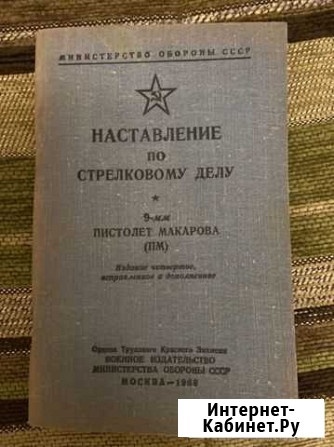 МИНИСТЕРСТВО ОБОРОНЫ СССР
НАСТАВЛЕНИЕ
ПО
СТРЕЛКОВОМУ ДЕЛУ
9-мм
ПИСТОЛЕТ МАКАРОВА
(ПМ)
Издание четвертое,
исправленное и дополненное
Ордена Трудового Красного Знамени
ВОЕННОЕ ИЗДАТЕЛЬСТВО
МИНИСТЕРСТВА ОБОРОНЫ СССР
МОСКВА—1968
Интернет-
Кабинет.Ру